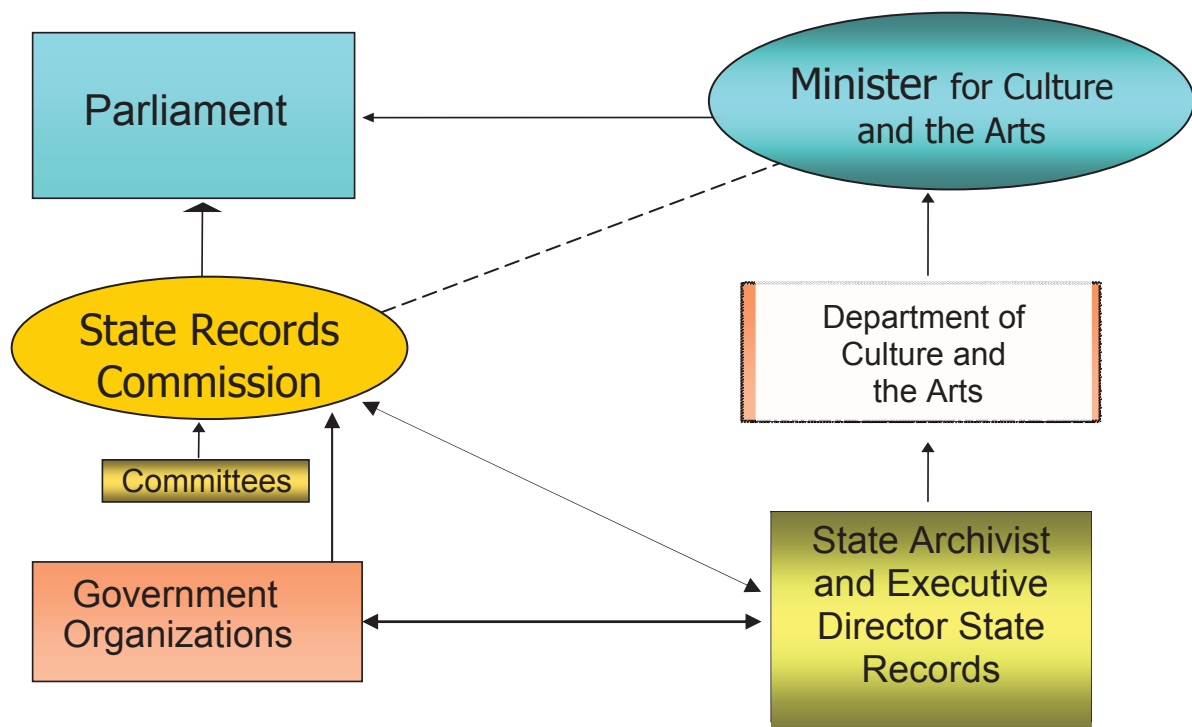 Parliament
Minister for Culture
and the Arts
State Records
Commission
Department of
Culture and
the Arts
Committees
State Archivist
and Executive
Director State
Records
Government
Organizations